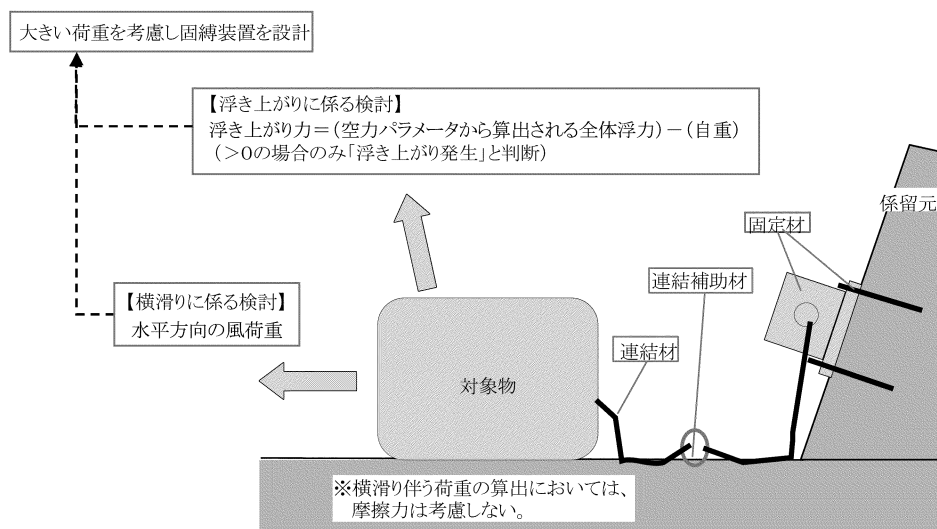 大きい荷重を考慮し固縛装置を設計
【浮き上がりに係る検討】
浮き上がり力＝（空力パラメータから算出される全体浮力）－（自重）
（＞０の場合のみ「浮き上がり発生」と判断）
係留元
固定材
連結補助材
【横滑りに係る検討】
水平方向の風荷重
連結材
対象物
※横滑り伴う荷重の算出においては、
摩擦力は考慮しない。